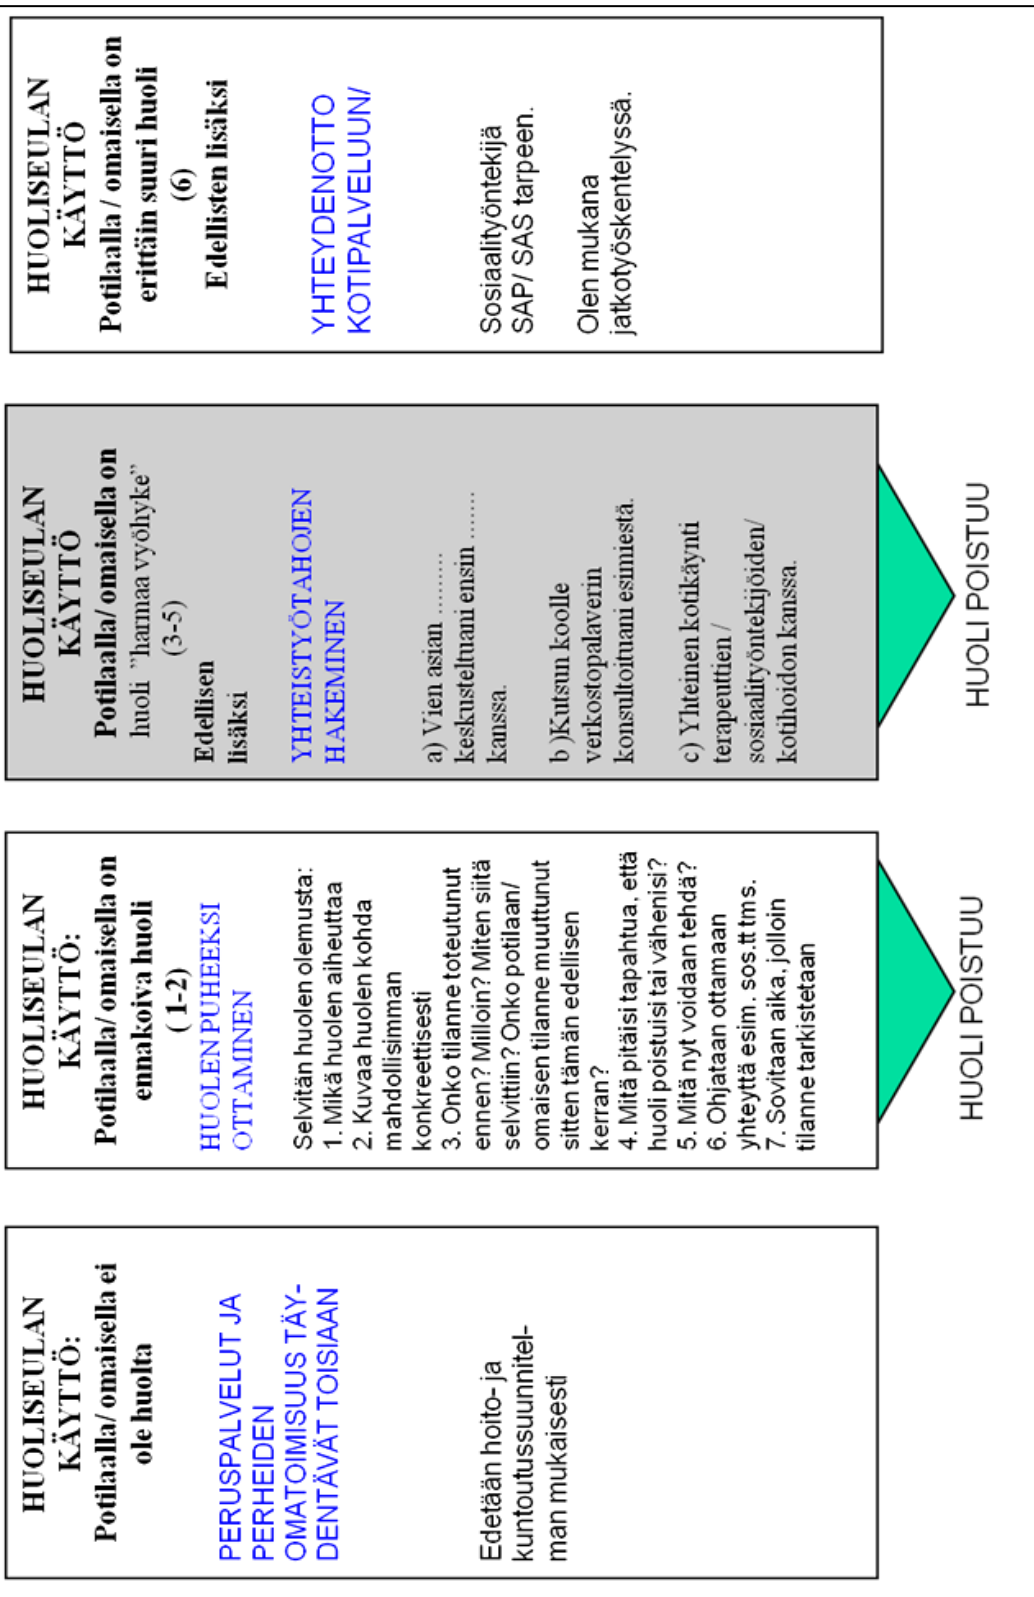 HUOLISEULAN
KÄYTTÖ:
Potilaalla/ omaisella ei
ole huolta
PERUSPALVELUT JA
PERHEIDEN
OMATOIMISUUS TÄY-
DENTÄVÄT TOISIAAN
Edetään hoito- ja
kuntoutussuunnitel-
man mukaisesti
HUOLISEULAN
KÄYTTÖ:
Potilaalla/ omaisella on
ennakoiva huoli
( 1-2)
HUOLEN PUHEEKSI
OTTAMINEN
Selvitän huolen olemusta:
1. Mikä huolen aiheuttaa
2. Kuvaa huolen kohda
mahdollisimman
konkreettisesti
3. Onko tilanne toteutunut
ennen? Milloin? Miten siitä
selvittiin? Onko potilaan/
omaisen tilanne muuttunut
sitten tämän edellisen
kerran?
4. Mitä pitäisi tapahtua, että
huoli poistuisi tai vähenisi?
5. Mitä nyt voidaan tehdä?
6. Ohjataan ottamaan
yhteyttä esim. sos.tt tms.
7. Sovitaan aika, jolloin
tilanne tarkistetaan
HUOLI POISTUU
HUOLISEULAN
KÄYTTÖ
Potilaalla/ omaisella on
huoli ”harmaa vyöhyke”
(3-5)
Edellisen
lisäksi
YHTEISTYÖTAHOJEN
HAKEMINEN
a) Vien asian ..........
keskusteltuani ensin .......
kanssa.
b )Kutsun koolle
verkostopalaverin
konsultoituani esimiestä.
c) Yhteinen kotikäynti
terapeuttien /
sosiaalityöntekijöiden/
kotihoidon kanssa.
HUOLI POISTUU
HUOLISEULAN
KÄYTTÖ
Potilaalla / omaisella on
erittäin suuri huoli
(6)
Edellisten lisäksi
YHTEYDENOTTO
KOTIPALVELUUN/
Sosiaalityöntekijä
SAP/ SAS tarpeen.
Olen mukana
jatkotyöskentelyssä.